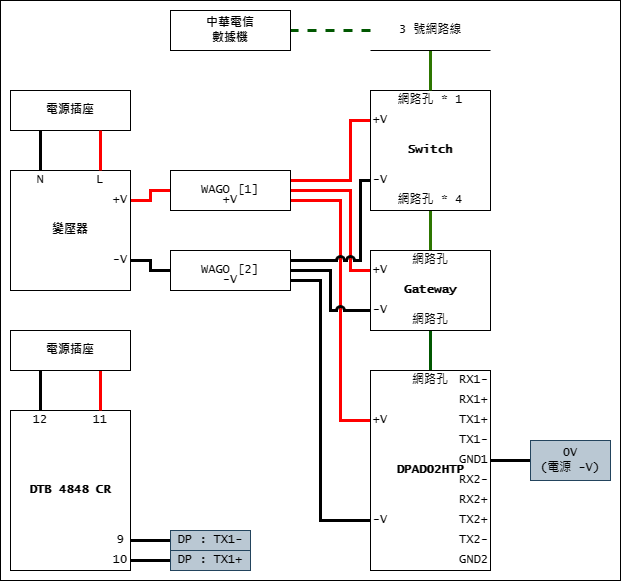 中華電信
數據機
3 號網路線
電源插座
網路孔 * 1
+V
Switch
-V
網路孔 * 4
N
L
+V
變壓器
-V
WAGO [1]
+V
WAGO [2]
-V
網路孔
+V
Gateway
-V
網路孔
電源插座
12
11
DTB 4848 CR
9
10
DP : TX1-
DP : TX1+
網路孔
RX1-
RX1+
+V
TX1+
TX1-
GND1
DPAD02HTP
RX2-
RX2+
-V
TX2+
TX2-
GND2
0V
(電源 -V)